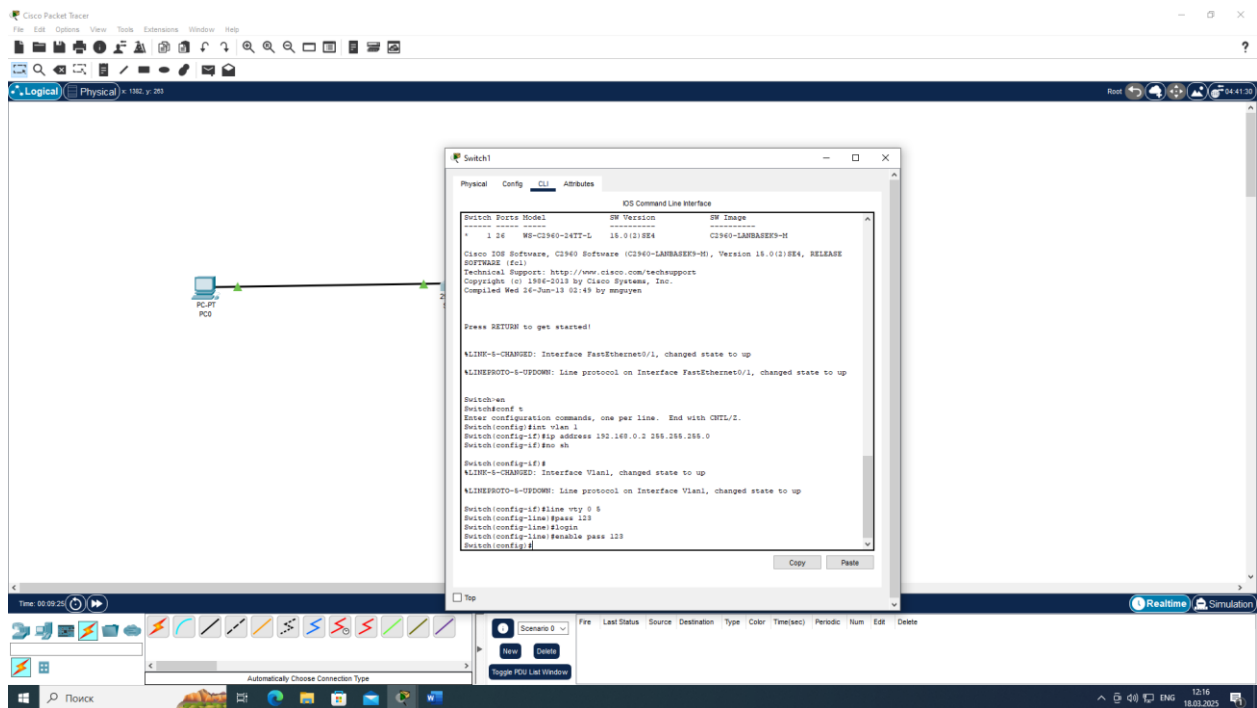 Cisco Packet Tracer
File Edit Options View Tools Extensions Window Help
?
Logical Physical x: 1362, y: 263 Root 04:41:30
Switch1
Physical Config CLI Attributes
IOS Command Line Interface
Switch Ports Model SW Version SW Image
------ ----- ----- ---------- ----------
* 1 26 WS-C2960-24TT-L 15.0(2)SE4 C2960-LANBASEK9-M
Cisco IOS Software, C2960 Software (C2960-LANBASEK9-M), Version 15.0(2)SE4, RELEASE
SOFTWARE (fc1)
Technical Support: http://www.cisco.com/techsupport
Copyright (c) 1986-2013 by Cisco Systems, Inc.
Compiled Wed 26-Jun-13 02:49 by mnguyen
Press RETURN to get started!
%LINK-5-CHANGED: Interface FastEthernet0/1, changed state to up
%LINEPROTO-5-UPDOWN: Line protocol on Interface FastEthernet0/1, changed state to up
Switch>en
Switch#conf t
Enter configuration commands, one per line. End with CNTL/Z.
Switch(config)#int vlan 1
Switch(config-if)#ip address 192.168.0.2 255.255.255.0
Switch(config-if)#no sh
Switch(config-if)#
%LINK-5-CHANGED: Interface Vlan1, changed state to up
%LINEPROTO-5-UPDOWN: Line protocol on Interface Vlan1, changed state to up
Switch(config-if)#line vty 0 5
Switch(config-line)#pass 123
Switch(config-line)#login
Switch(config-line)#enable pass 123
Switch(config)#
Copy Paste
Top
PC-PT
PC0
Time: 00:09:25 Realtime Simulation
Scenario 0 Fire Last Status Source Destination Type Color Time(sec) Periodic Num Edit Delete
New Delete
Toggle PDU List Window
Automatically Choose Connection Type
Поиск ENG 12:16
18.03.2025